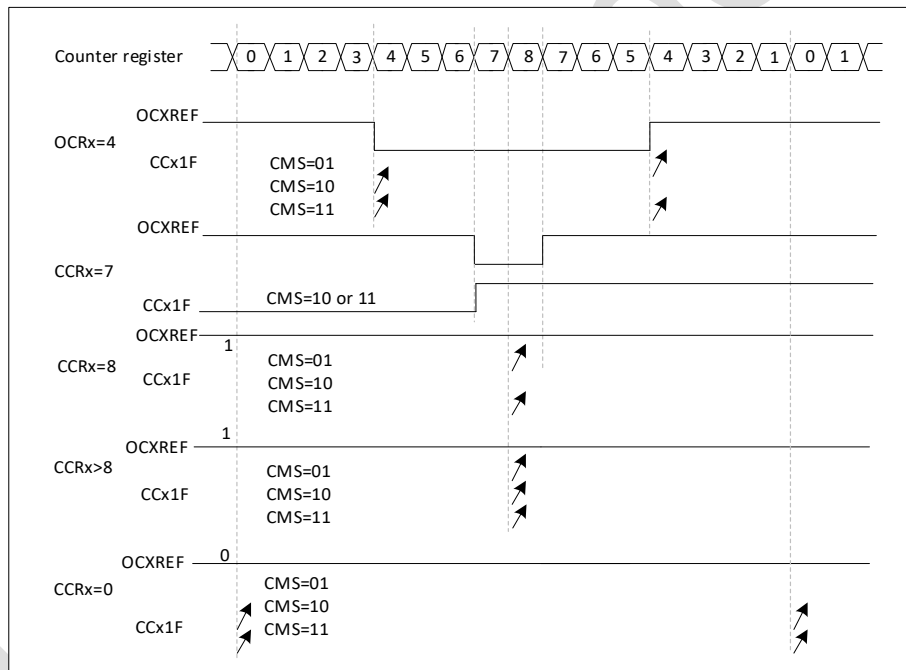 Counter register 0 1 2 3 4 5 6 7 8 7 6 5 4 3 2 1 0 1
OCXREF
OCRx=4
CCx1F
CMS=01
CMS=10
CMS=11
OCXREF
CCRx=7
CCx1F
CMS=10 or 11
OCXREF
1
CCRx=8
CMS=01
CCx1F
CMS=10
CMS=11
OCXREF
1
CCRx>8
CMS=01
CCx1F
CMS=10
CMS=11
OCXREF
0
CCRx=0
CMS=01
CMS=10
CCx1F
CMS=11